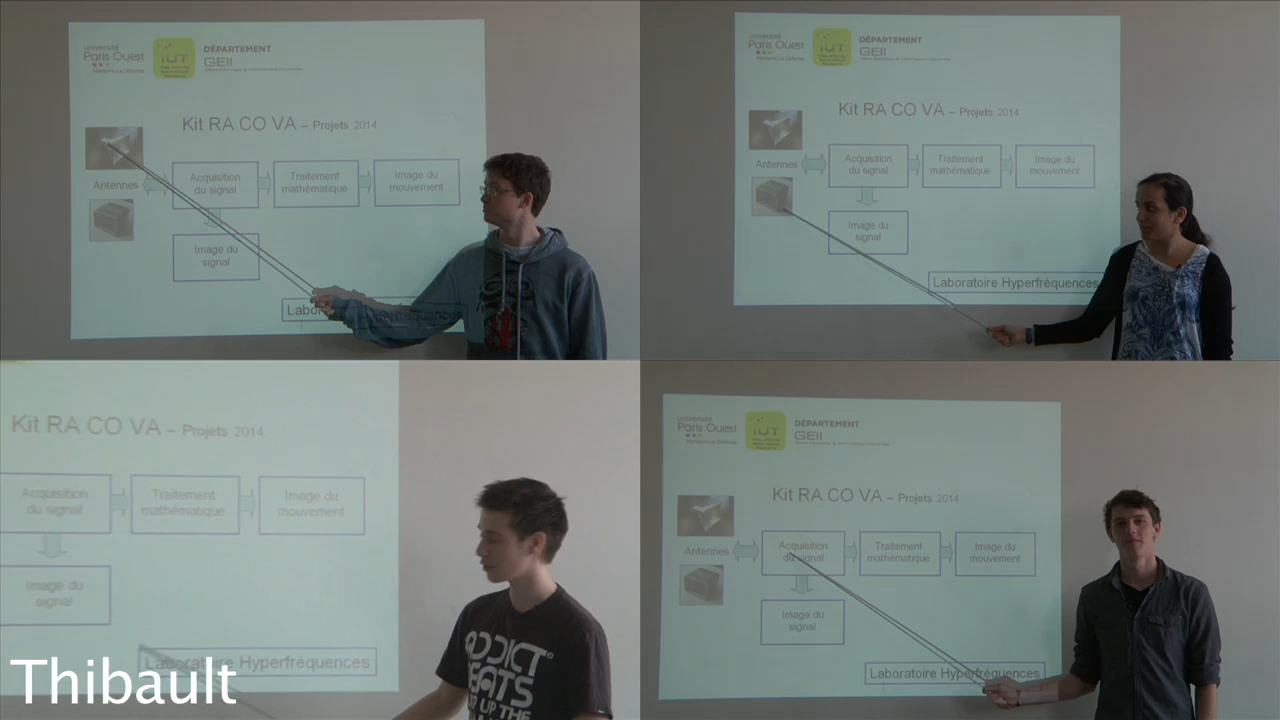 université
Paris Ouest
Nanterre La Défense
iUT
DÉPARTEMENT
GEII
Kit RA CO VA – Projets 2014
Antennes
Acquisition
du signal
Traitement
mathématique
Image du
mouvement
Image du
signal
université
Paris Ouest
Nanterre La Défense
iUT
DÉPARTEMENT
GEII
Kit RA CO VA – Projets 2014
Antennes
Acquisition
du signal
Traitement
mathématique
Image du
mouvement
Image du
signal
Laboratoire Hyperfréquences
Kit RA CO VA – Projets 2014
Acquisition
du signal
Traitement
mathématique
Image du
mouvement
Image du
signal
Laboratoire Hyperfréquences
ADDICT
BEATS
UP THE
Thibault
université
Paris Ouest
Nanterre La Défense
iUT
DÉPARTEMENT
GEII
Kit RA CO VA – Projets 2014
Antennes
Acquisition
du signal
Traitement
mathématique
Image du
mouvement
Image du
signal
Laboratoire Hyperfréquences